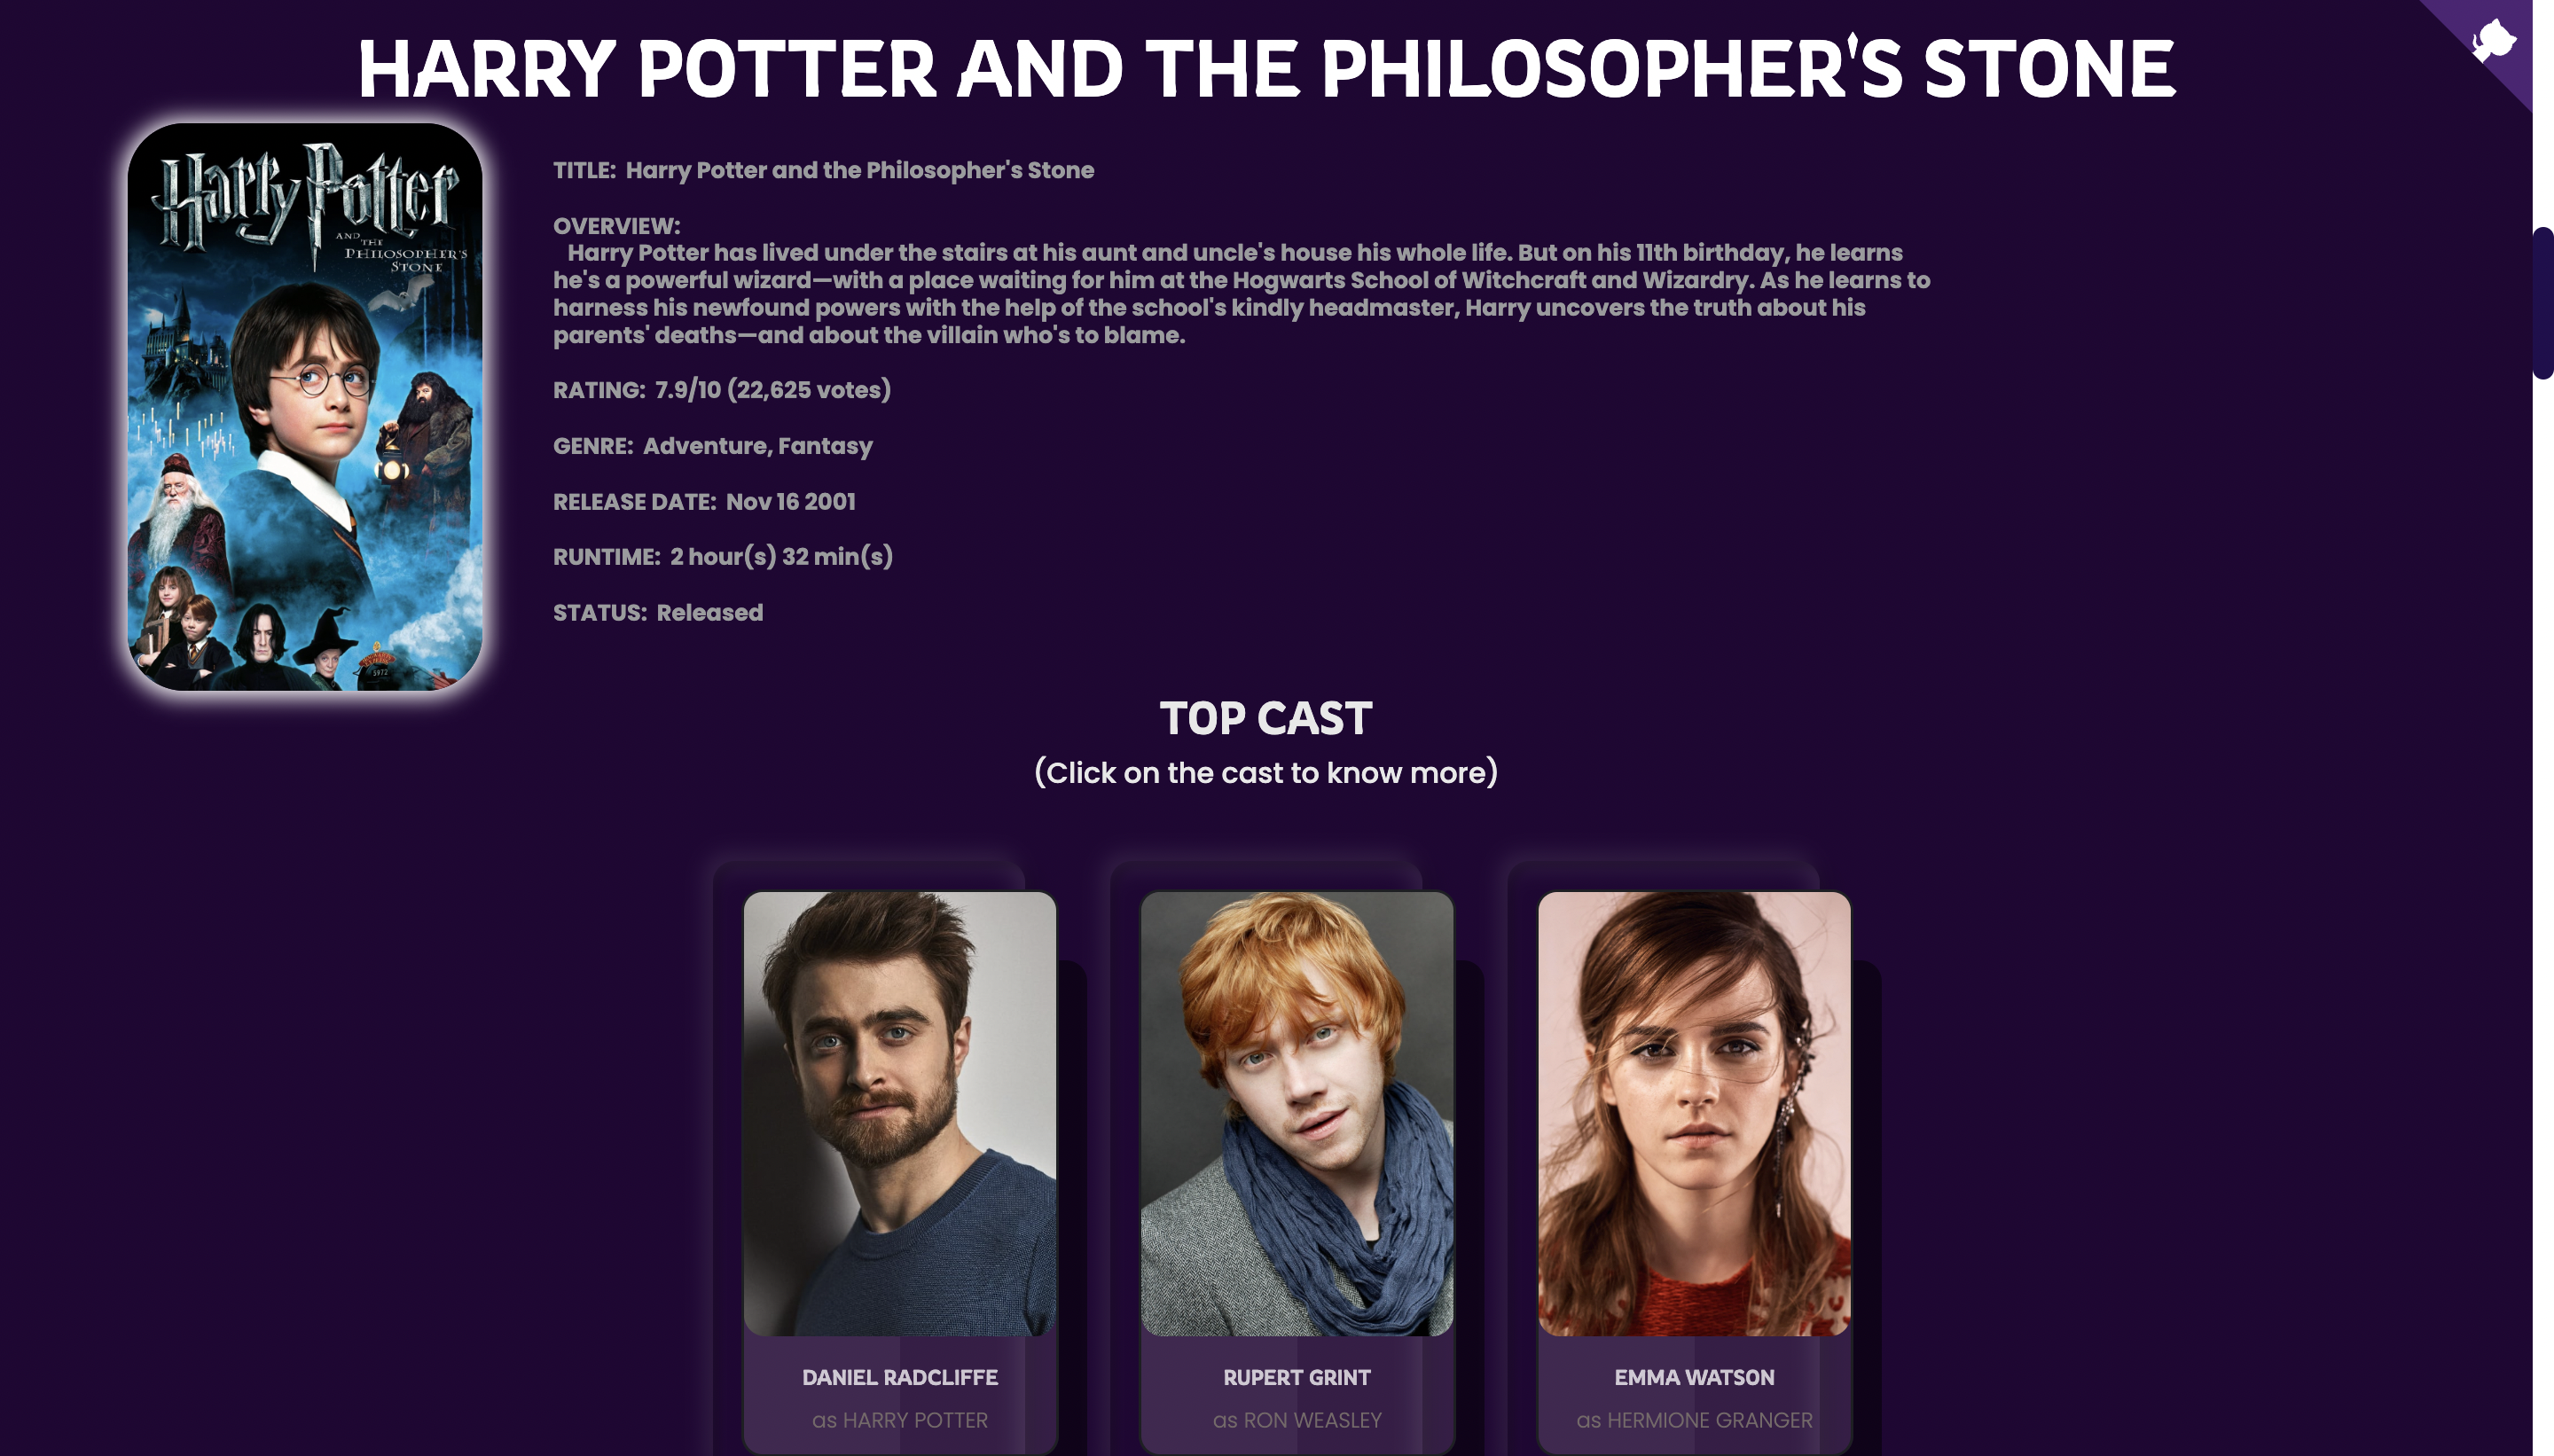 HARRY POTTER AND THE PHILOSOPHER'S STONE
Harry Potter
AND THE
PHILOSOPHER'S
STONE
5972
TITLE: Harry Potter and the Philosopher's Stone
OVERVIEW:
Harry Potter has lived under the stairs at his aunt and uncle's house his whole life. But on his 11th birthday, he learns
he's a powerful wizard—with a place waiting for him at the Hogwarts School of Witchcraft and Wizardry. As he learns to
harness his newfound powers with the help of the school's kindly headmaster, Harry uncovers the truth about his
parents' deaths—and about the villain who's to blame.
RATING: 7.9/10 (22,625 votes)
GENRE: Adventure, Fantasy
RELEASE DATE: Nov 16 2001
RUNTIME: 2 hour(s) 32 min(s)
STATUS: Released
TOP CAST
(Click on the cast to know more)
DANIEL RADCLIFFE
as HARRY POTTER
RUPERT GRINT
as RON WEASLEY
EMMA WATSON
as HERMIONE GRANGER